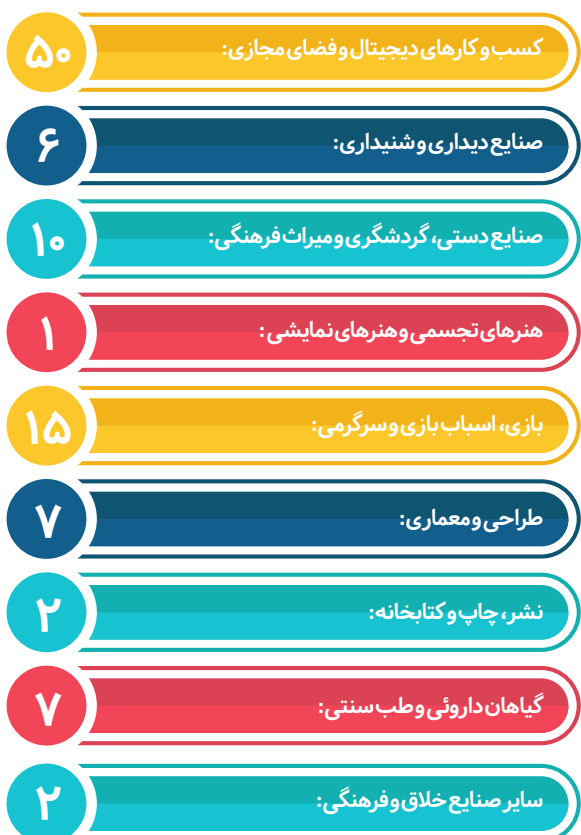 کسب‌وکارهای دیجیتال و فضای مجازی: ۵۰
صنایع دیداری و شنیداری: ۶
صنایع دستی، گردشگری و میراث فرهنگی: ۱۰
هنرهای تجسمی و هنرهای نمایشی: ۱
بازی، اسباب بازی و سرگرمی: ۱۵
طراحی و معماری: ۷
نشر، چاپ و کتابخانه: ۲
گیاهان داروئی و طب سنتی: ۷
سایر صنایع خلاق و فرهنگی: ۲